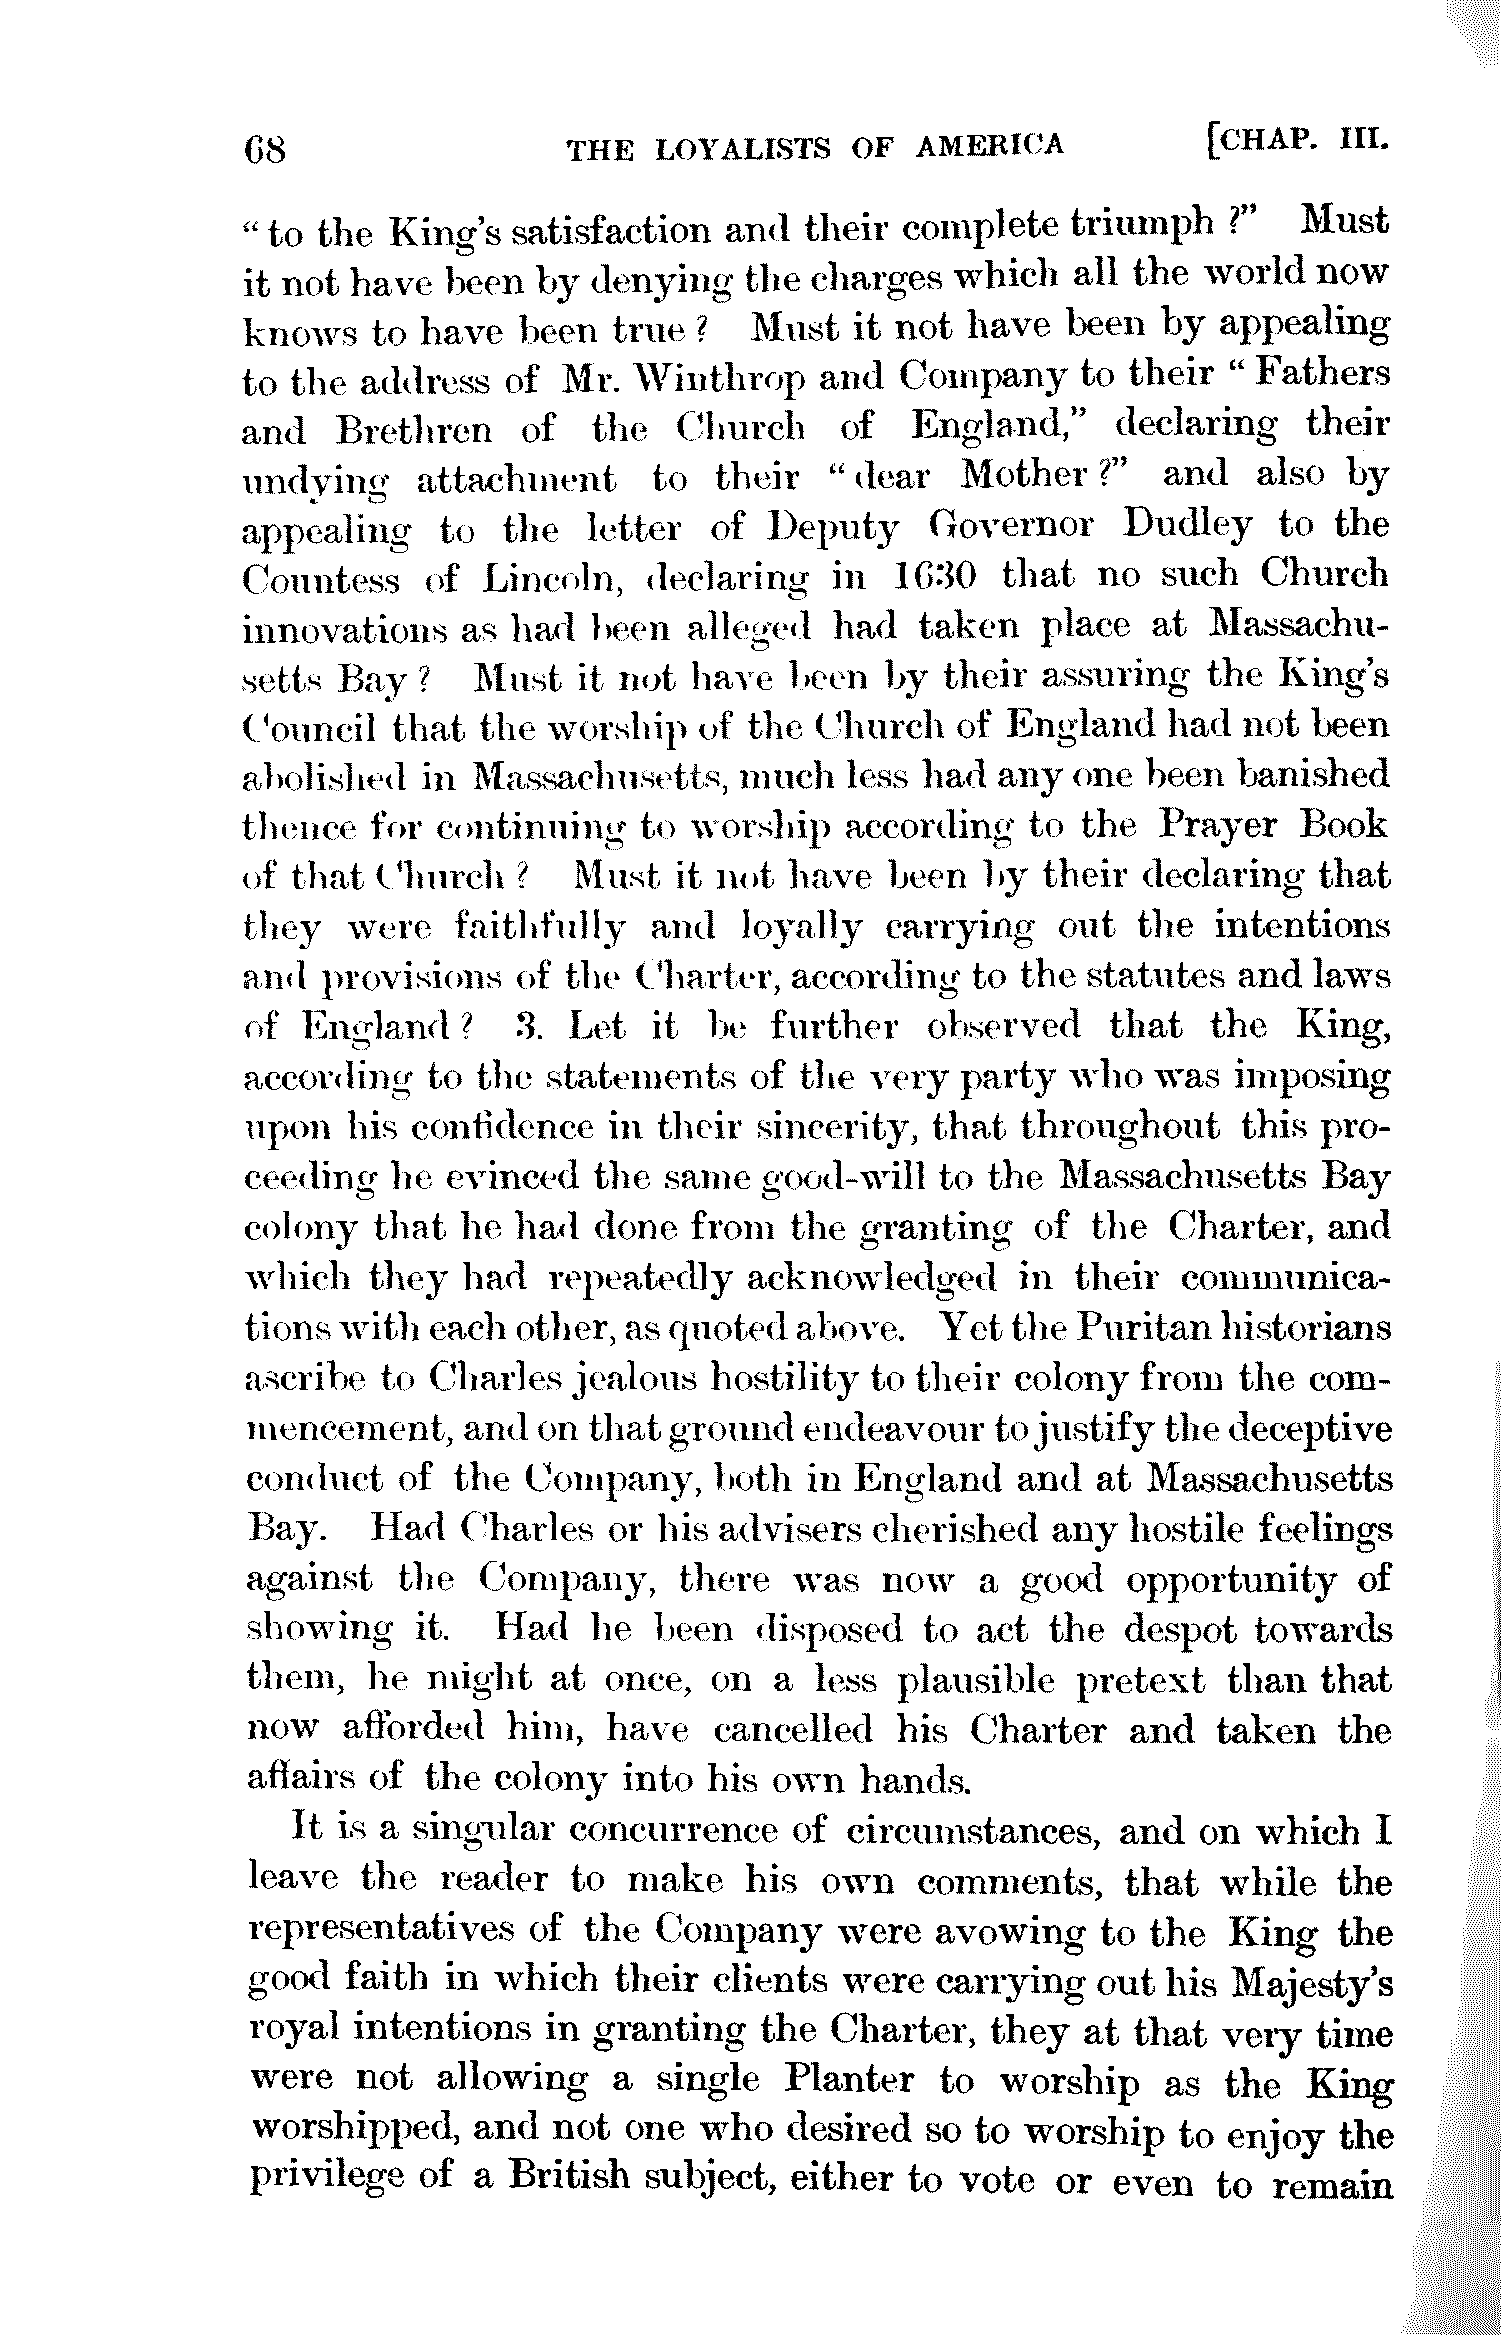 68 THE LOYALISTS OF AMERICA [CHAP. III.
"to the King's satisfaction and their complete triumph ?" Must
it not have been by denying the charges which all the world now
knows to have been true ? Must it not have been by appealing
to the address of Mr. Winthrop and Company to their "Fathers
and Brethren of the Church of England," declaring their
undying attachment to their "dear Mother ?" and also by
appealing to the letter of Deputy Governor Dudley to the
Countess of Lincoln, declaring in 1630 that no such Church
innovations as had been alleged had taken place at Massachu-
setts Bay ? Must it not have been by their assuring the King's
Council that the worship of the Church of England had not been
abolished in Massachusetts, much less had any one been banished
thence for continuing to worship according to the Prayer Book
of that Church ? Must it not have been by their declaring that
they were faithfully and loyally carrying out the intentions
and provisions of the Charter, according to the statutes and laws
of England ? 3. Let it be further observed that the King,
according to the statements of the very party who was imposing
upon his confidence in their sincerity, that throughout this pro-
ceeding he evinced the same good-will to the Massachusetts Bay
colony that he had done from the granting of the Charter, and
which they had repeatedly acknowledged in their communica-
tions with each other, as quoted above. Yet the Puritan historians
ascribe to Charles jealous hostility to their colony from the com-
mencement, and on that ground endeavour to justify the deceptive
conduct of the Company, both in England and at Massachusetts
Bay. Had Charles or his advisers cherished any hostile feelings
against the Company, there was now a good opportunity of
showing it. Had he been disposed to act the despot towards
them, he might at once, on a less plausible pretext than that
now afforded him, have cancelled his Charter and taken the
affairs of the colony into his own hands.
It is a singular concurrence of circumstances, and on which I
leave the reader to make his own comments, that while the
representatives of the Company were avowing to the King the
good faith in which their clients were carrying out his Majesty's
royal intentions in granting the Charter, they at that very time
were not allowing a single Planter to worship as the King
worshipped, and not one who desired so to worship to enjoy the
privilege of a British subject, either to vote or even to remain